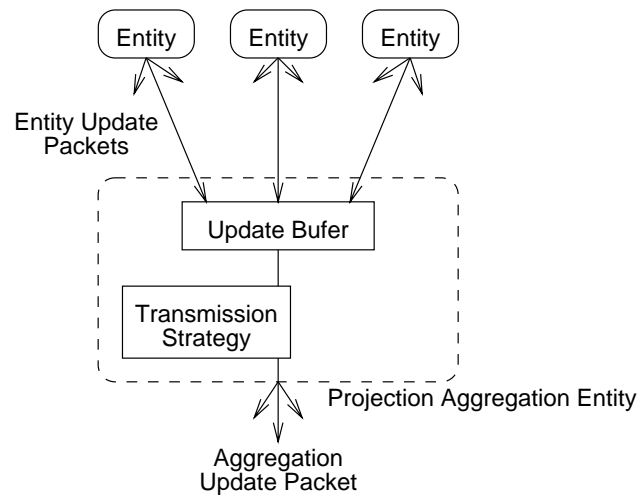 Entity
Entity
Entity
Entity Update
Packets
Update Bufer
Transmission
Strategy
Projection Aggregation Entity
Aggregation
Update Packet